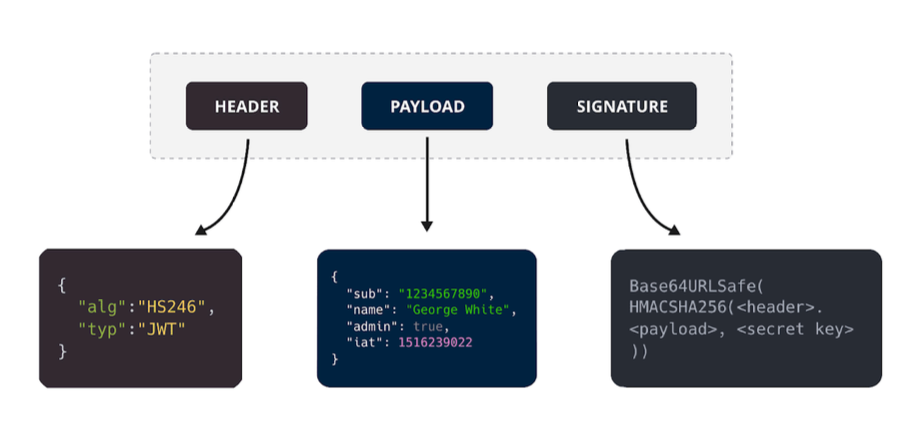 HEADER
PAYLOAD
SIGNATURE
{
"alg":"HS246",
"typ":"JWT"
}
{
"sub": "1234567890",
"name": "George White",
"admin": true,
"iat": 1516239022
}
Base64URLSafe(
HMACSHA256(<header>.
<payload>, <secret key>
))